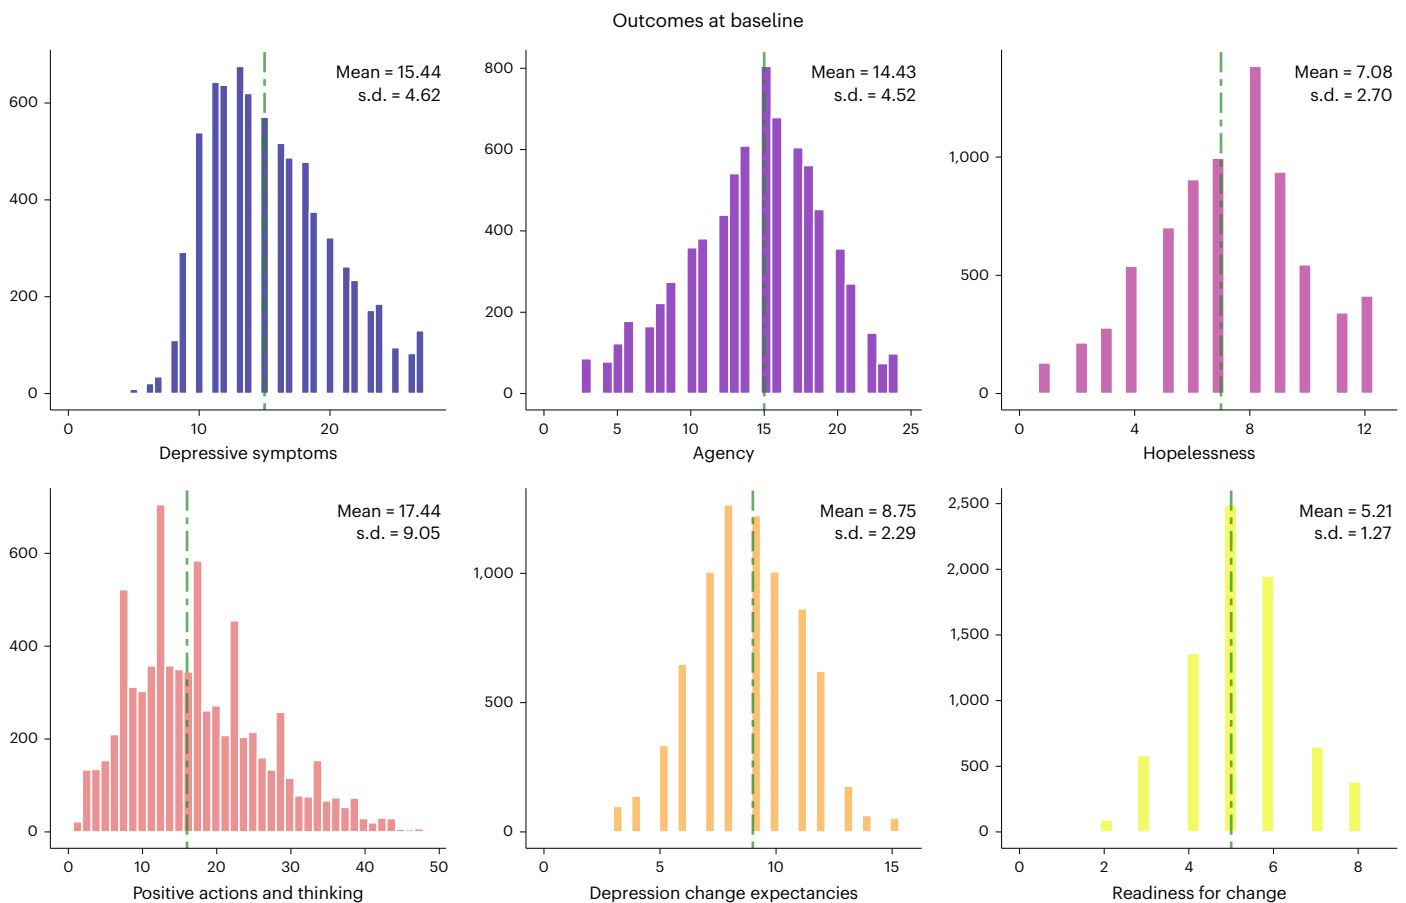 Outcomes at baseline
Mean = 15.44
s.d. = 4.62
600
400
200
0
0 10 20
Depressive symptoms
Mean = 14.43
s.d. = 4.52
800
600
400
200
0
0 5 10 15 20 25
Agency
Mean = 7.08
s.d. = 2.70
1,000
500
0
0 4 8 12
Hopelessness
Mean = 17.44
s.d. = 9.05
600
400
200
0
0 10 20 30 40 50
Positive actions and thinking
Mean = 8.75
s.d. = 2.29
1,000
500
0
0 5 10 15
Depression change expectancies
Mean = 5.21
s.d. = 1.27
2,500
2,000
1,500
1,000
500
0
0 2 4 6 8
Readiness for change